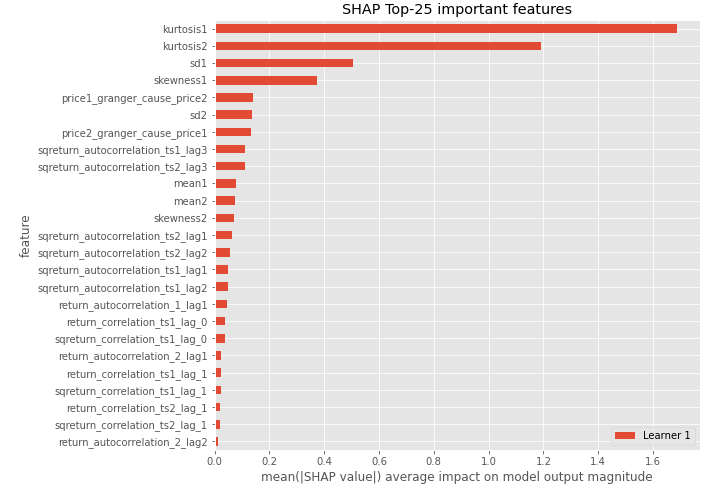 SHAP Top-25 important features
kurtosis1
kurtosis2
sd1
skewness1
price1_granger_cause_price2
sd2
price2_granger_cause_price1
sqreturn_autocorrelation_ts1_lag3
sqreturn_autocorrelation_ts2_lag3
mean1
mean2
skewness2
sqreturn_autocorrelation_ts2_lag1
sqreturn_autocorrelation_ts2_lag2
sqreturn_autocorrelation_ts1_lag1
sqreturn_autocorrelation_ts1_lag2
return_autocorrelation_1_lag1
return_correlation_ts1_lag_0
sqreturn_correlation_ts1_lag_0
return_autocorrelation_2_lag1
return_correlation_ts1_lag_1
sqreturn_correlation_ts1_lag_1
return_correlation_ts2_lag_1
sqreturn_correlation_ts2_lag_1
return_autocorrelation_2_lag2
feature
Learner 1
0.0 0.2 0.4 0.6 0.8 1.0 1.2 1.4 1.6
mean(|SHAP value|) average impact on model output magnitude